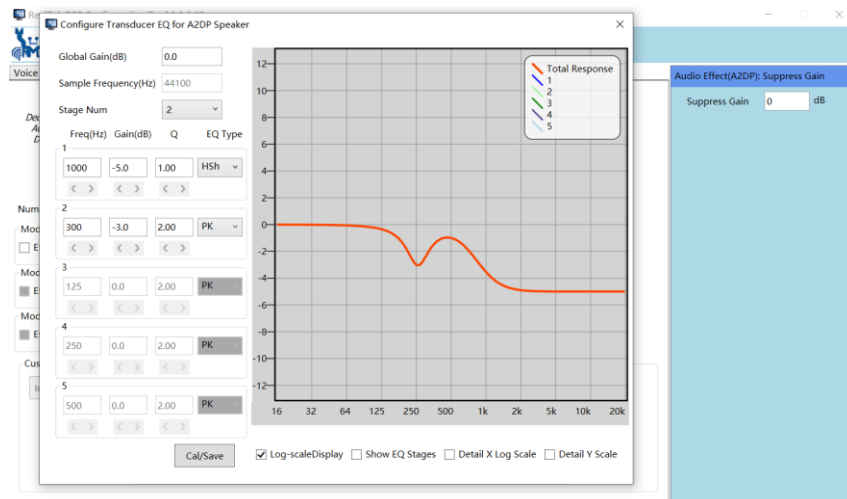 Configure Transducer EQ for A2DP Speaker
Voice
Global Gain(dB) 0.0
Sample Frequency(Hz) 44100
Stage Num 2
Freq(Hz) Gain(dB) Q EQ Type
1
1000 -5.0 1.00 HSh
2
300 -3.0 2.00 PK
3
125 0.0 2.00 PK
4
250 0.0 2.00 PK
5
500 0.0 2.00 PK
Cal/Save
12
10
8
6
4
2
0
-2
-4
-6
-8
-10
-12
16 32 64 125 250 500 1k 2k 5k 10k 20k
Total Response
1
2
3
4
5
Log-scaleDisplay Show EQ Stages Detail X Log Scale Detail Y Scale
Audio Effect(A2DP): Suppress Gain
Suppress Gain 0 dB